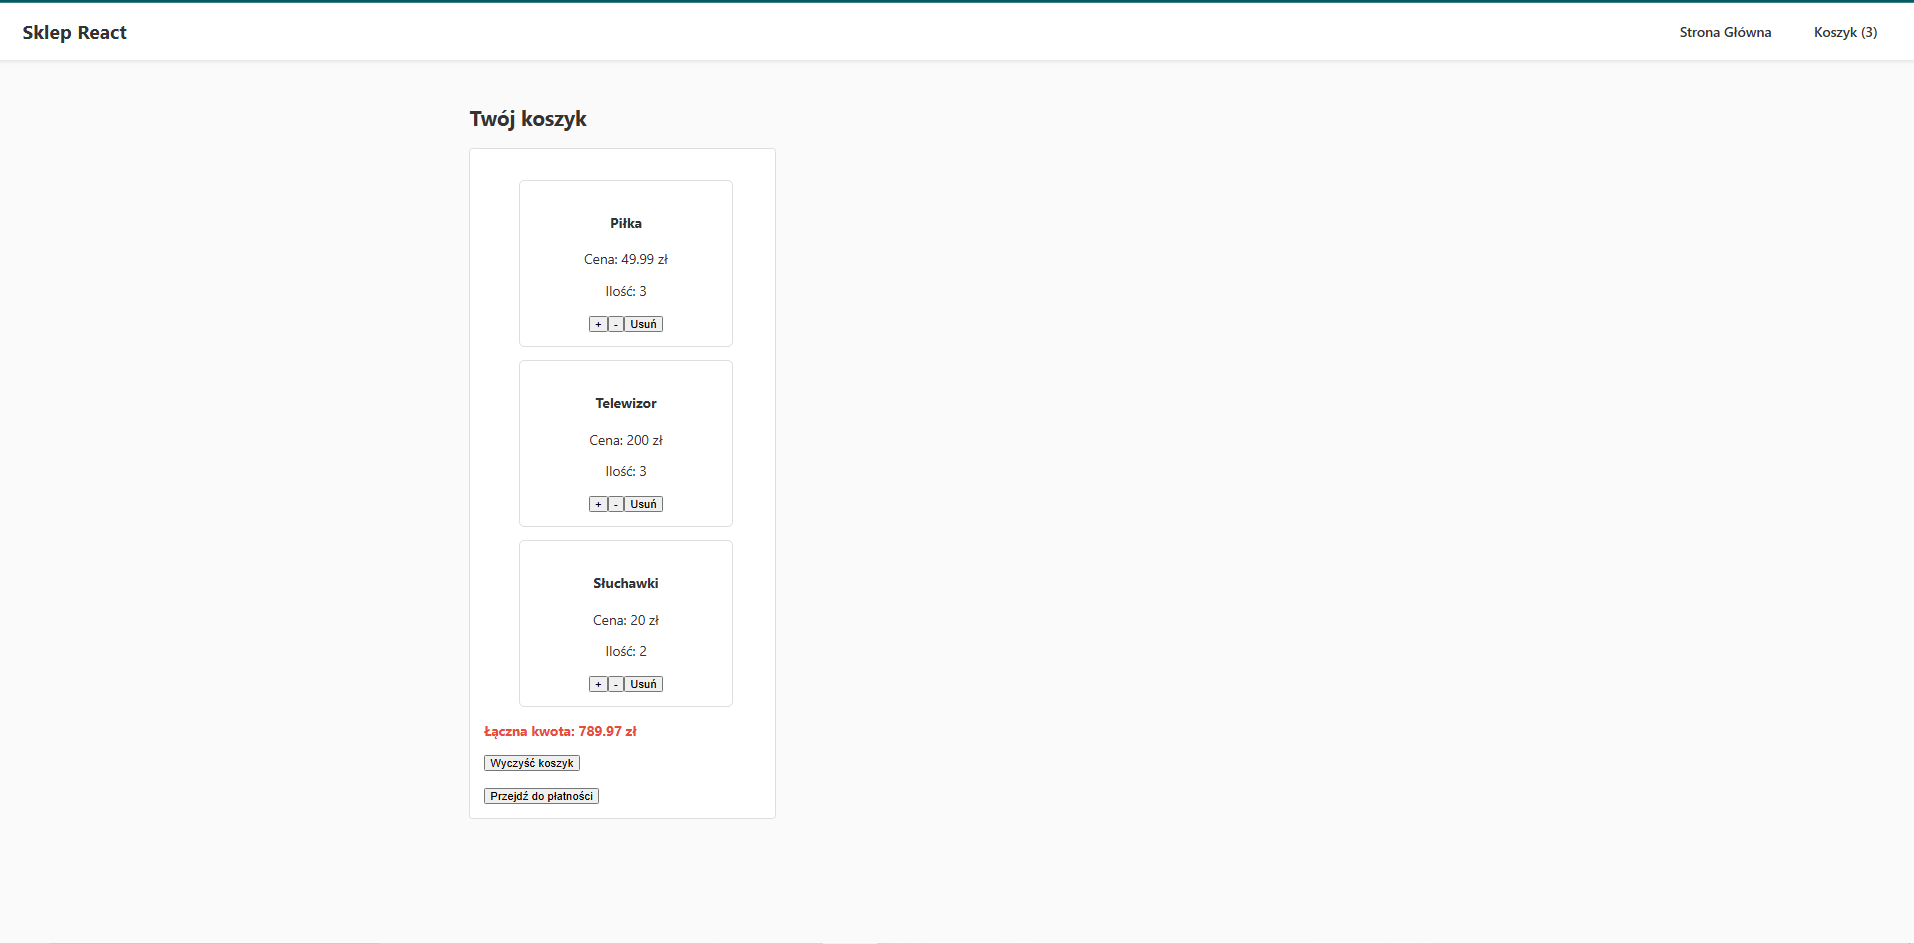 Sklep React
Strona Główna
Koszyk (3)
Twój koszyk
Piłka
Cena: 49.99 zł
Ilość: 3
+ - Usuń
Telewizor
Cena: 200 zł
Ilość: 3
+ - Usuń
Słuchawki
Cena: 20 zł
Ilość: 2
+ - Usuń
Łączna kwota: 789.97 zł
Wyczyść koszyk
Przejdź do płatności